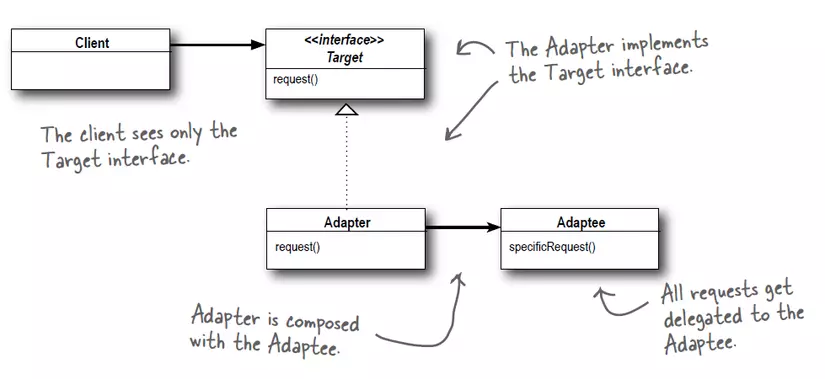 Client
<<interface>>
Target
request()
The Adapter implements
the Target interface.
The client sees only the
Target interface.
Adapter
request()
Adaptee
specificRequest()
Adapter is composed
with the Adaptee.
All requests get
delegated to the
Adaptee.